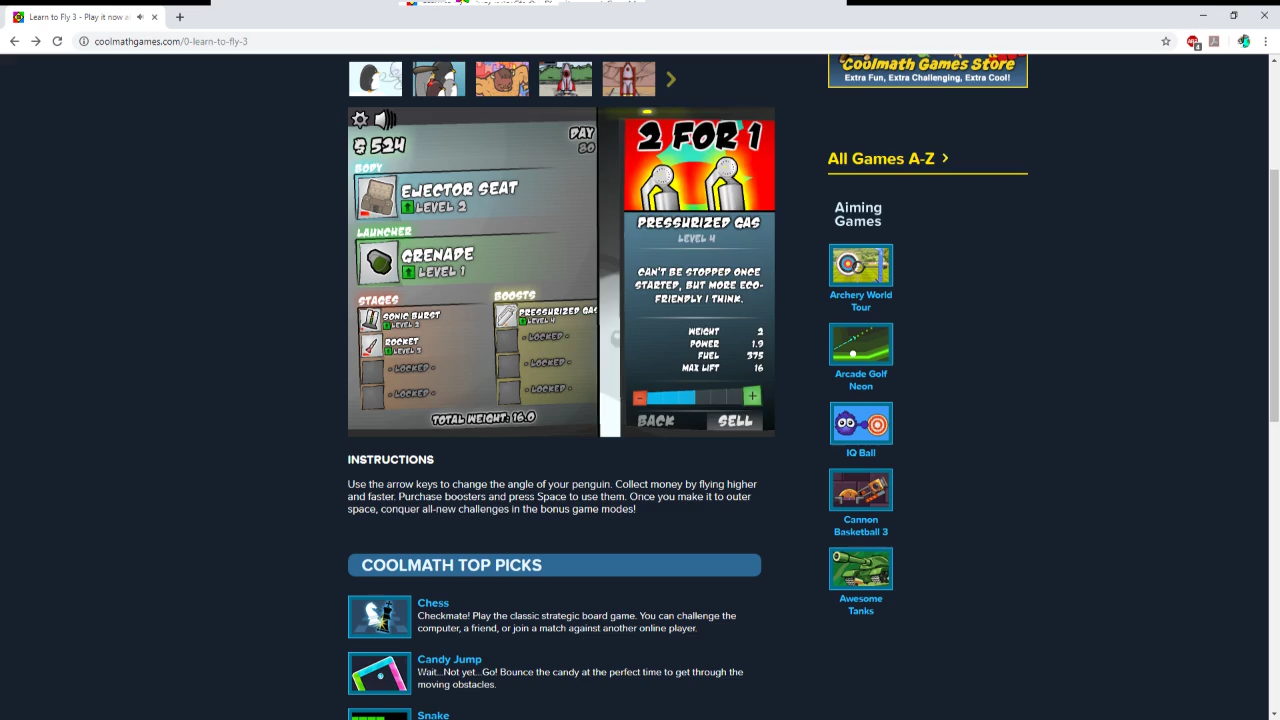 Learn to Fly 3 - Play it now a
coolmathgames.com/0-learn-to-fly-3
Coolmath Games Store
Extra Fun, Extra Challenging, Extra Cool!
All Games A-Z
Aiming
Games
Archery World
Tour
Arcade Golf
Neon
IQ Ball
Cannon
Basketball 3
Awesome
Tanks
$ 524
DAY
80
BODY
EJECTOR SEAT
LEVEL 2
LAUNCHER
GRENADE
LEVEL 1
STAGES
SONIC BURST
LEVEL 2
ROCKET
LEVEL 3
- LOCKED -
- LOCKED -
BOOSTS
PRESSURIZED GAS
LEVEL 4
- LOCKED -
- LOCKED -
- LOCKED -
TOTAL WEIGHT: 16.0
2 FOR 1
PRESSURIZED GAS
LEVEL 4
CAN'T BE STOPPED ONCE
STARTED, BUT MORE ECO-
FRIENDLY I THINK.
WEIGHT 2
POWER 1.9
FUEL 375
MAX LIFT 16
- +
BACK SELL
INSTRUCTIONS
Use the arrow keys to change the angle of your penguin. Collect money by flying higher
and faster. Purchase boosters and press Space to use them. Once you make it to outer
space, conquer all-new challenges in the bonus game modes!
COOLMATH TOP PICKS
Chess
Checkmate! Play the classic strategic board game. You can challenge the
computer, a friend, or join a match against another online player.
Candy Jump
Wait...Not yet...Go! Bounce the candy at the perfect time to get through the
moving obstacles.
Snake